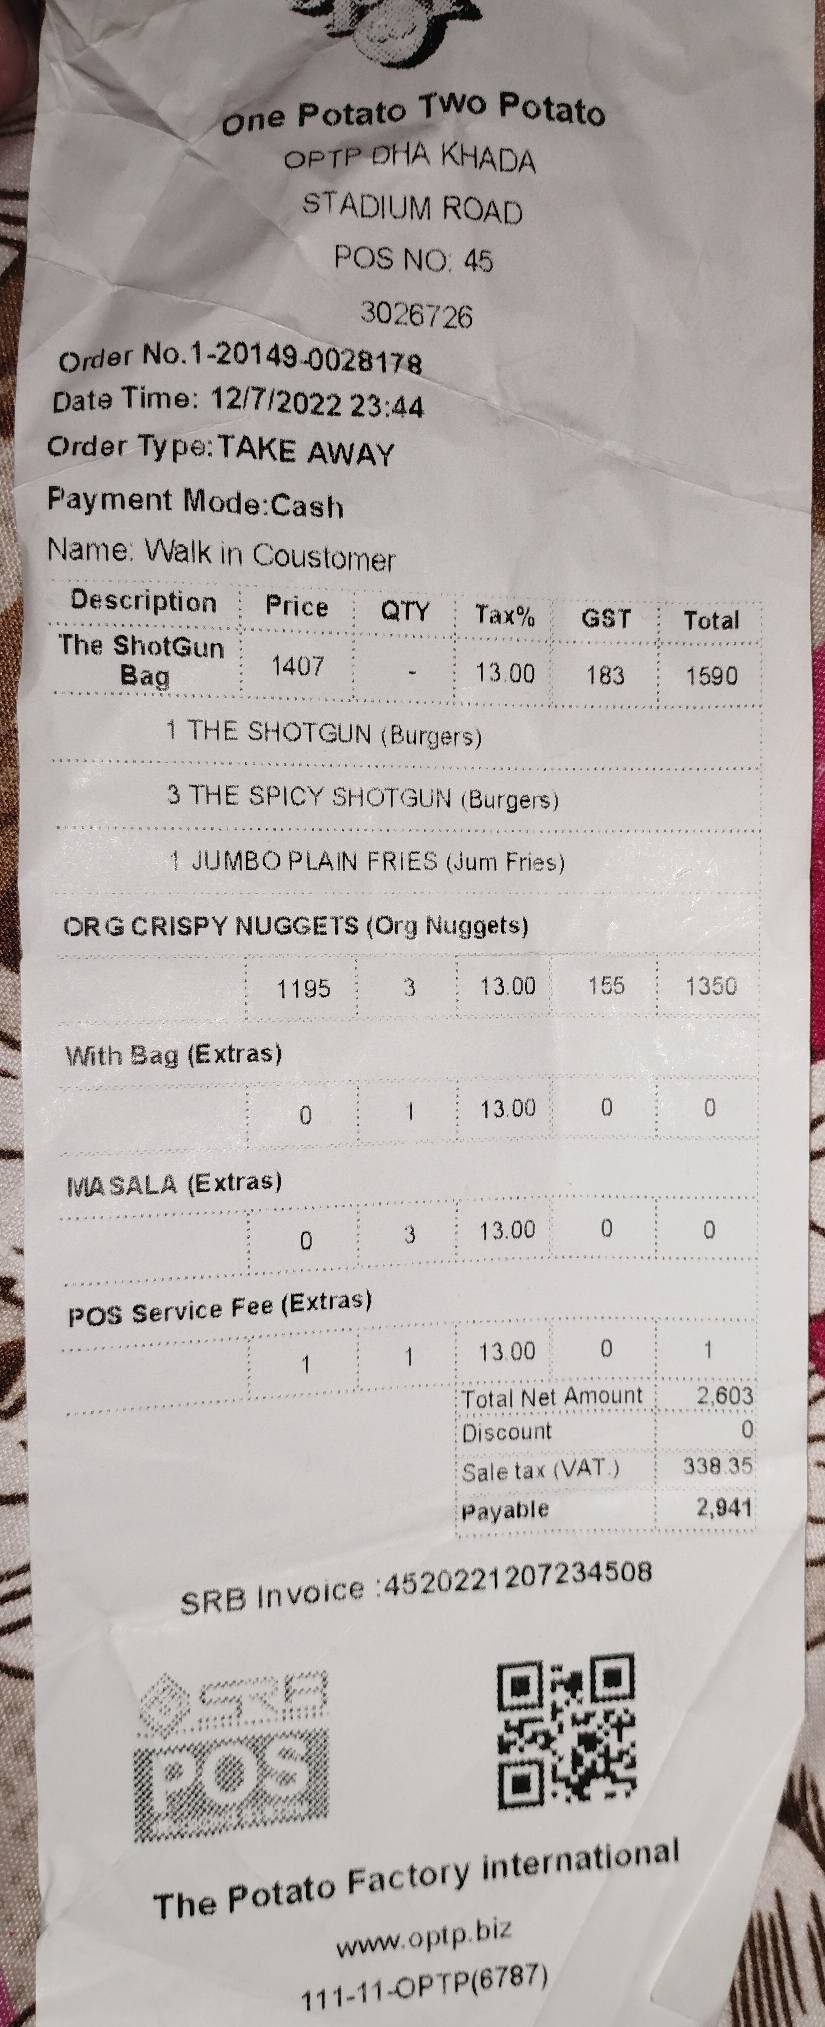 One Potato Two Potato
OPTP DHA KHADA
STADIUM ROAD
POS NO: 45
3026726
Order No.1-20149-0028178
Date Time: 12/7/2022 23:44
Order Type:TAKE AWAY
Payment Mode:Cash
Name: Walk in Coustomer
Description Price QTY Tax% GST Total
The ShotGun Bag 1407 - 13.00 183 1590
1 THE SHOTGUN (Burgers)
3 THE SPICY SHOTGUN (Burgers)
1 JUMBO PLAIN FRIES (Jum Fries)
ORG CRISPY NUGGETS (Org Nuggets)
1195 3 13.00 155 1350
With Bag (Extras)
0 1 13.00 0 0
MASALA (Extras)
0 3 13.00 0 0
POS Service Fee (Extras)
1 1 13.00 0 1
Total Net Amount 2,603
Discount 0
Sale tax (VAT.) 338.35
Payable 2,941
SRB Invoice :4520221207234508
SRB
POS
The Potato Factory international
www.optp.biz
111-11-OPTP(6787)